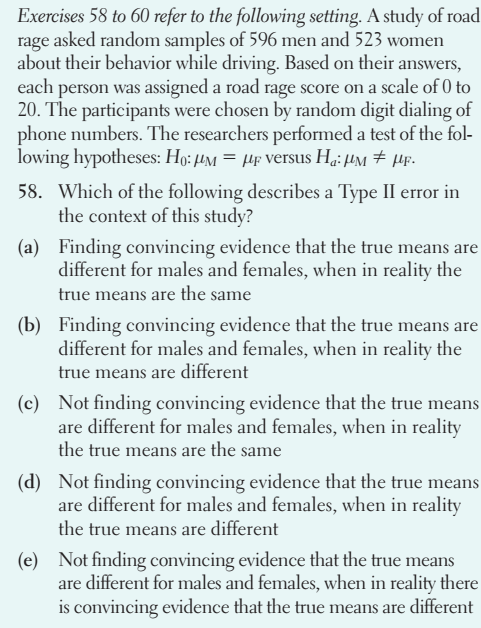 Exercises 58 to 60 refer to the following setting. A study of road
rage asked random samples of 596 men and 523 women
about their behavior while driving. Based on their answers,
each person was assigned a road rage score on a scale of 0 to
20. The participants were chosen by random digit dialing of
phone numbers. The researchers performed a test of the fol-
lowing hypotheses: H₀: μM = μF versus Hₐ: μM ≠ μF.
58. Which of the following describes a Type II error in
the context of this study?
(a) Finding convincing evidence that the true means are
different for males and females, when in reality the
true means are the same
(b) Finding convincing evidence that the true means are
different for males and females, when in reality the
true means are different
(c) Not finding convincing evidence that the true means
are different for males and females, when in reality
the true means are the same
(d) Not finding convincing evidence that the true means
are different for males and females, when in reality
the true means are different
(e) Not finding convincing evidence that the true means
are different for males and females, when in reality there
is convincing evidence that the true means are different